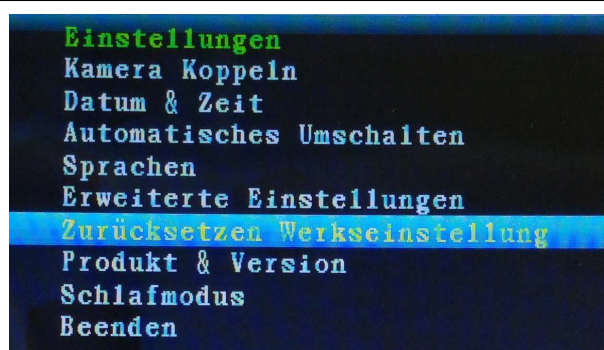 Einstellungen
Kamera Koppeln
Datum & Zeit
Automatisches Umschalten
Sprachen
Erweiterte Einstellungen
Zurücksetzen Werkseinstellung
Produkt & Version
Schlafmodus
Beenden